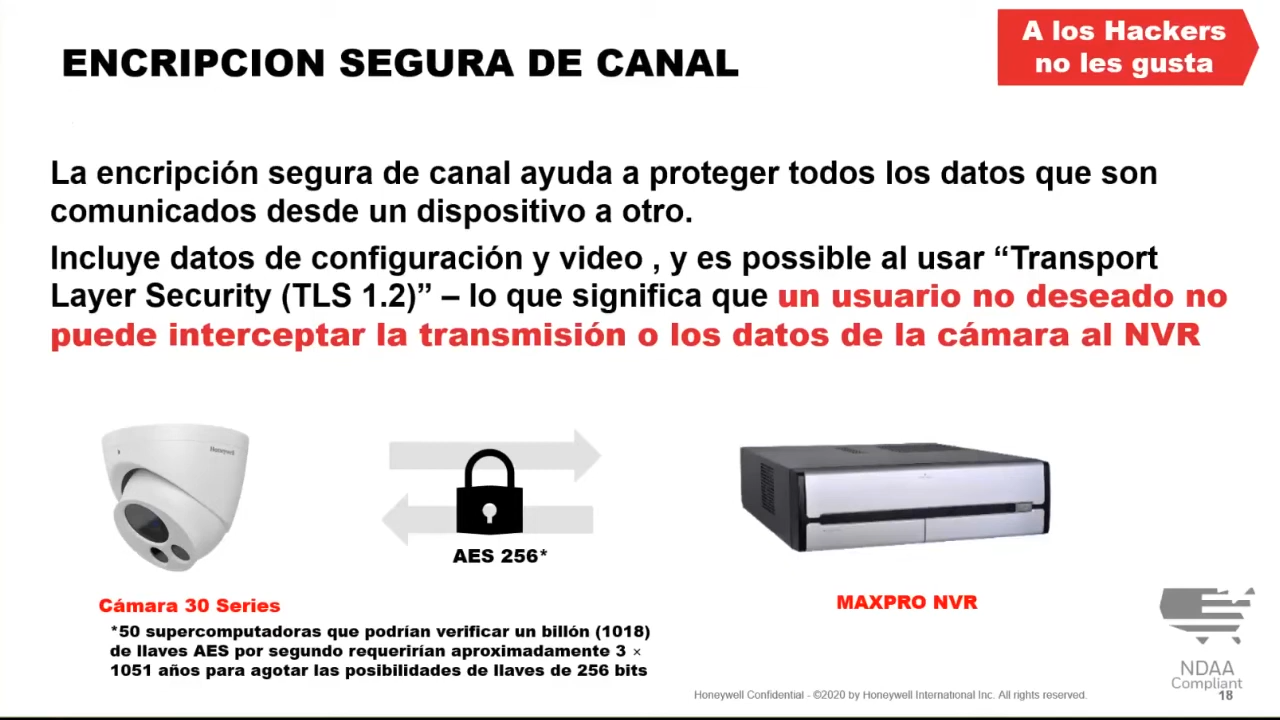 ENCRIPCION SEGURA DE CANAL
A los Hackers
no les gusta
La encripción segura de canal ayuda a proteger todos los datos que son
comunicados desde un dispositivo a otro.
Incluye datos de configuración y video , y es posible al usar “Transport
Layer Security (TLS 1.2)” – lo que significa que un usuario no deseado no
puede interceptar la transmisión o los datos de la cámara al NVR
Honeywell
AES 256*
Cámara 30 Series
MAXPRO NVR
*50 supercomputadoras que podrían verificar un billón (1018)
de llaves AES por segundo requerirían aproximadamente 3 ×
1051 años para agotar las posibilidades de llaves de 256 bits
NDAA
Compliant
Honeywell Confidential - ©2020 by Honeywell International Inc. All rights reserved.
18